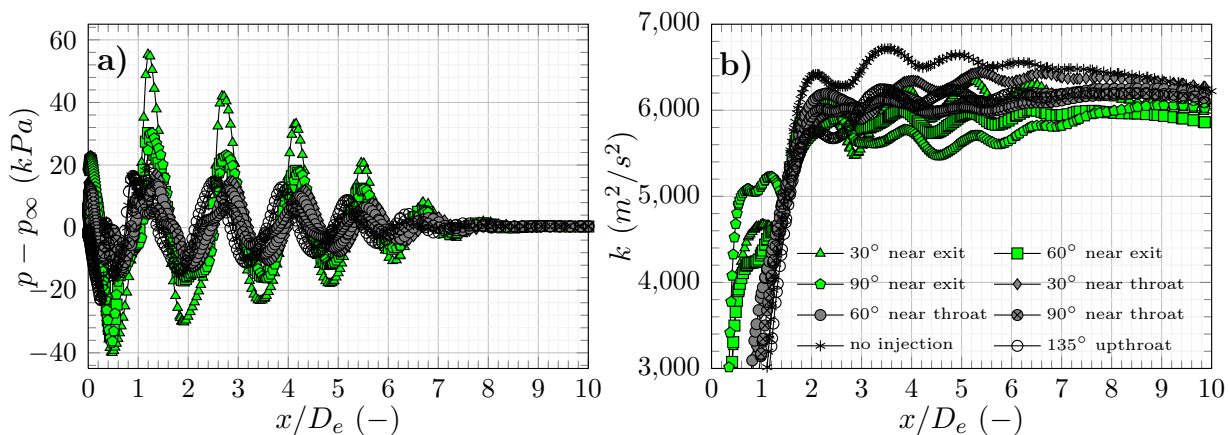 a)
60
40
20
0
−20
−40
p − p∞ (kPa)
0 1 2 3 4 5 6 7 8 9 10
x/De (−)
b)
7,000
6,000
5,000
4,000
3,000
k (m²/s²)
30° near exit 60° near exit
90° near exit 30° near throat
60° near throat 90° near throat
no injection 135° upthroat
0 1 2 3 4 5 6 7 8 9 10
x/De (−)